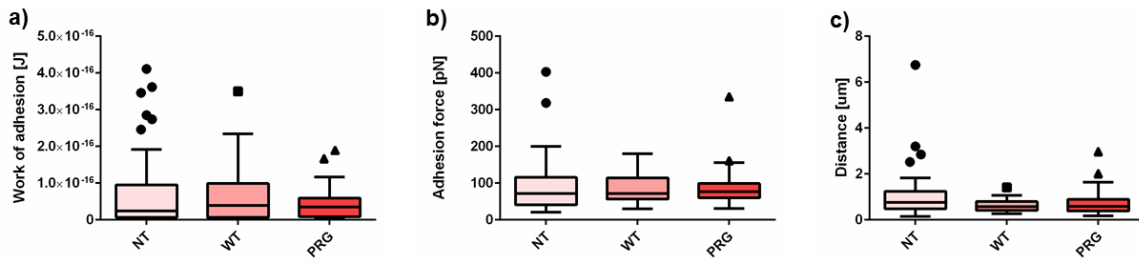 a)
Work of adhesion [J]
5.0×10⁻¹⁶
4.0×10⁻¹⁶
3.0×10⁻¹⁶
2.0×10⁻¹⁶
1.0×10⁻¹⁶
0
NT
WT
PRG
b)
Adhesion force [pN]
500
400
300
200
100
0
NT
WT
PRG
c)
Distance [um]
8
6
4
2
0
NT
WT
PRG